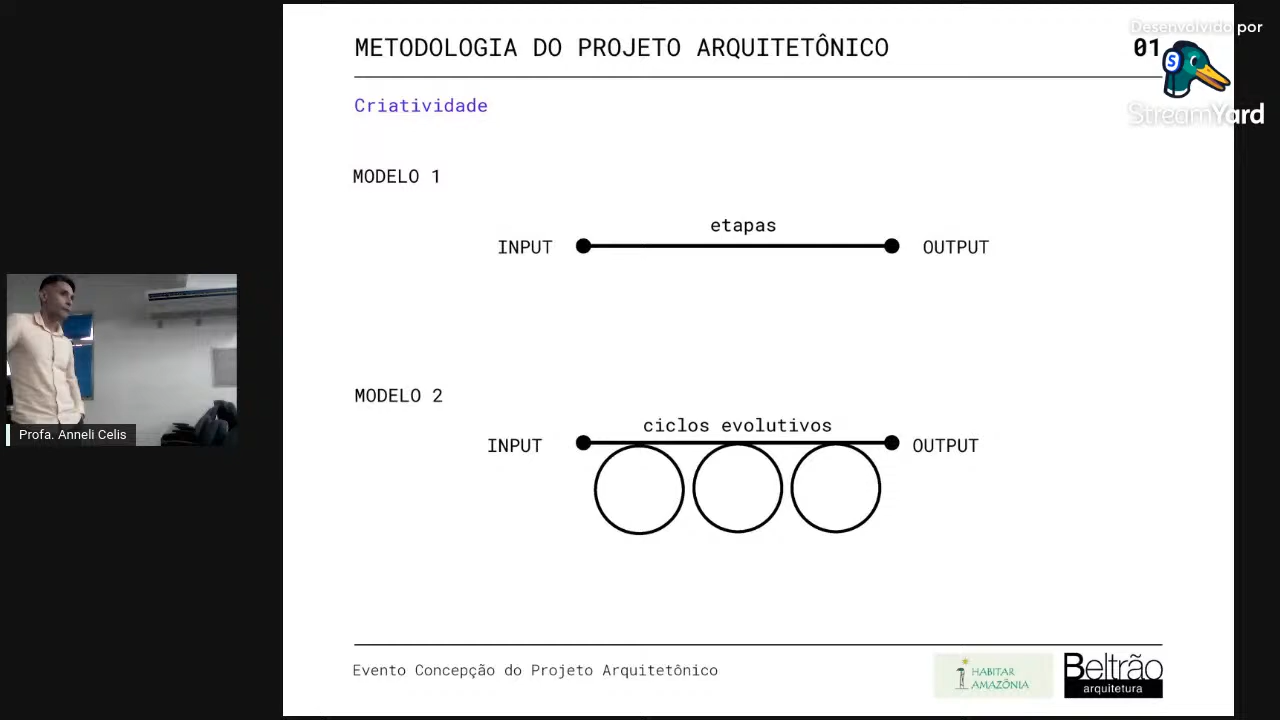 METODOLOGIA DO PROJETO ARQUITETÔNICO
01
Desenvolvido por
S
StreamYard
Criatividade
MODELO 1
etapas
INPUT
OUTPUT
MODELO 2
ciclos evolutivos
INPUT
OUTPUT
Profa. Anneli Celis
Evento Concepção do Projeto Arquitetônico
HABITAR
AMAZÔNIA
Beltrão
arquitetura